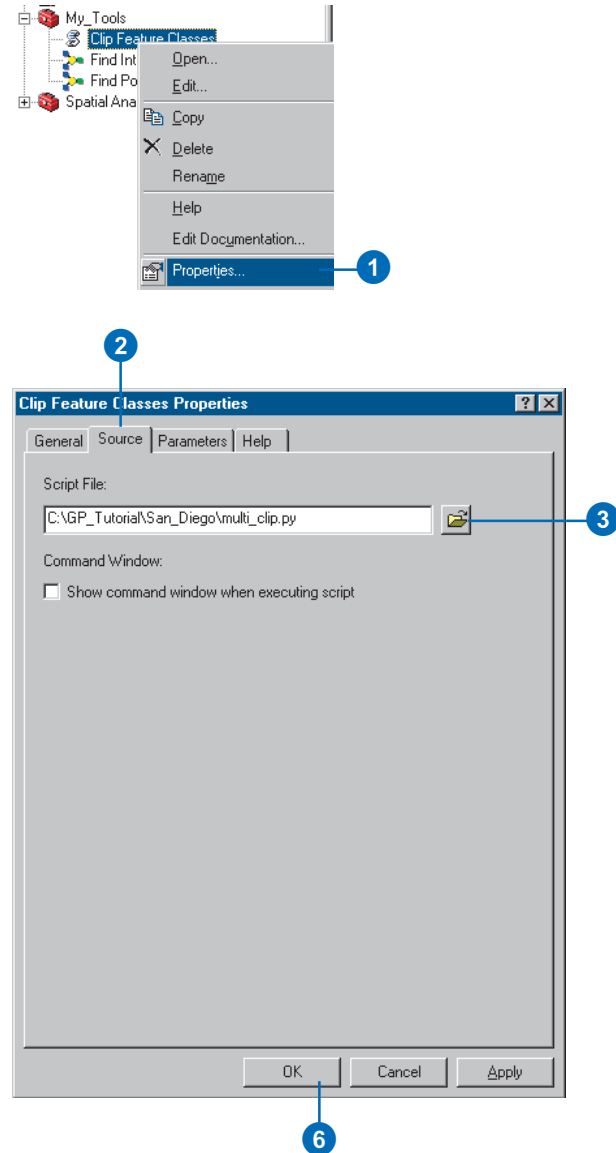 My_Tools
Clip Feature Classes
Find Int
Find Po
Spatial Ana
Open...
Edit...
Copy
Delete
Rename
Help
Edit Documentation...
Properties...
1
2
Clip Feature Classes Properties
General Source Parameters Help
Script File:
C:\GP_Tutorial\San_Diego\multi_clip.py
3
Command Window:
Show command window when executing script
OK Cancel Apply
6